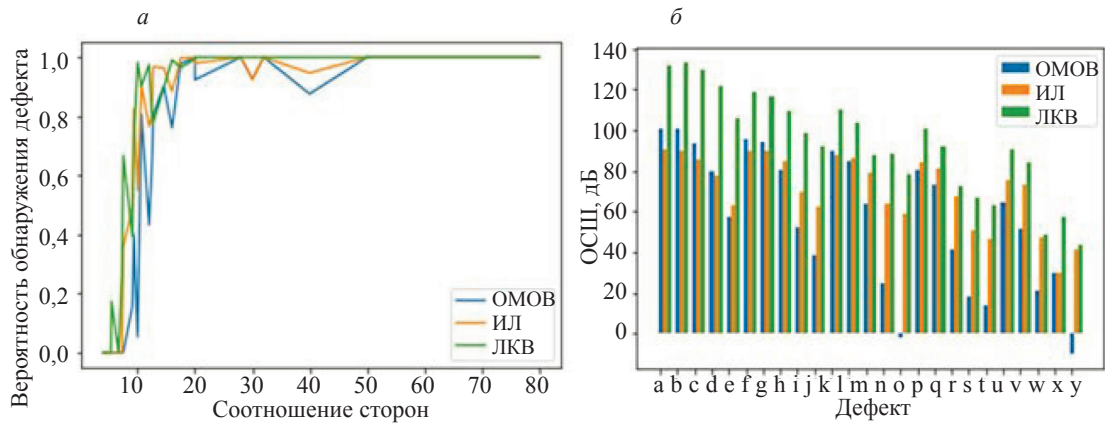 а
Вероятность обнаружения дефекта
1,0
0,8
0,6
0,4
0,2
0,0
ОМОВ
ИЛ
ЛКВ
10 20 30 40 50 60 70 80
Соотношение сторон
б
ОСШ, дБ
140
120
100
80
60
40
20
0
ОМОВ
ИЛ
ЛКВ
a b c d e f g h i j k l m n o p q r s t u v w x y
Дефект